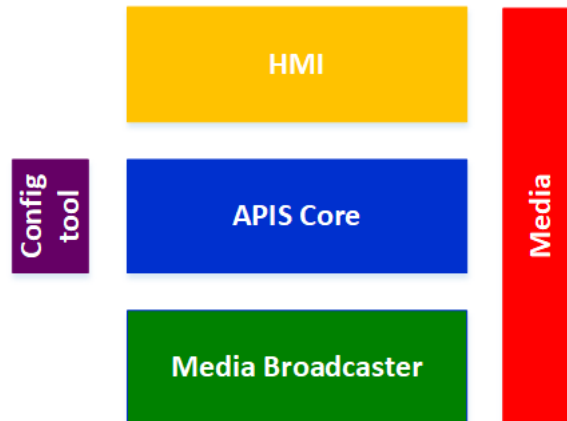 HMI
Config
tool
APIS Core
Media
Media Broadcaster